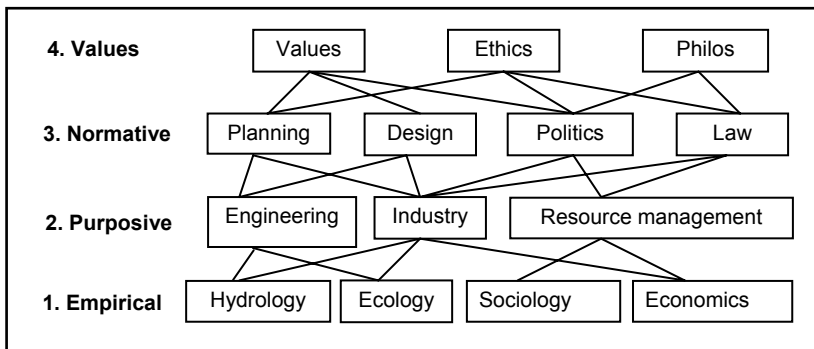 4. Values Values Ethics Philos
3. Normative Planning Design Politics Law
2. Purposive Engineering Industry Resource management
1. Empirical Hydrology Ecology Sociology Economics